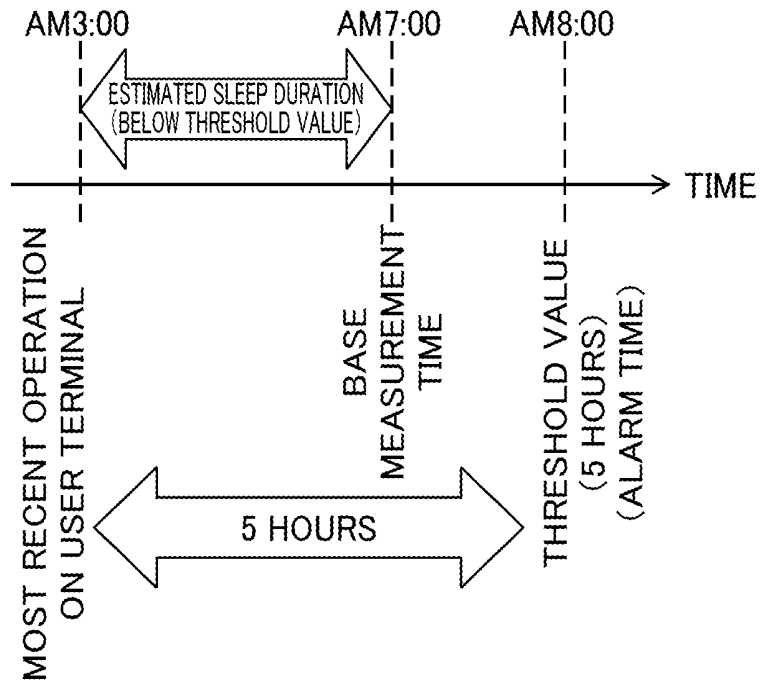 AM3:00
AM7:00
AM8:00
ESTIMATED SLEEP DURATION
(BELOW THRESHOLD VALUE)
TIME
MOST RECENT OPERATION
ON USER TERMINAL
BASE
MEASUREMENT
TIME
THRESHOLD VALUE
(5 HOURS)
(ALARM TIME)
5 HOURS